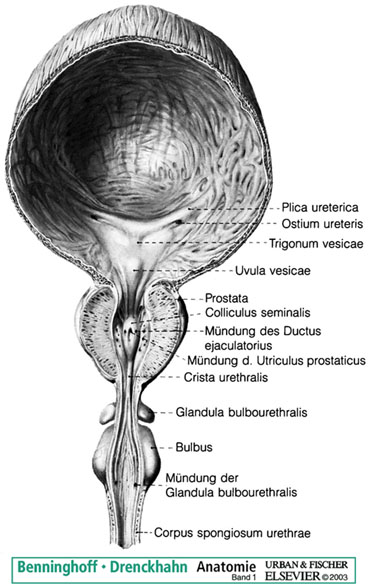 Plica ureterica
Ostium ureteris
Trigonum vesicae
Uvula vesicae
Prostata
Colliculus seminalis
Mündung des Ductus
ejaculatorius
Mündung d. Utriculus prostaticus
Crista urethralis
Glandula bulbourethralis
Bulbus
Mündung der
Glandula bulbourethralis
Corpus spongiosum urethrae
Benninghoff · Drenckhahn Anatomie URBAN & FISCHER
Band 1 ELSEVIER ©2003